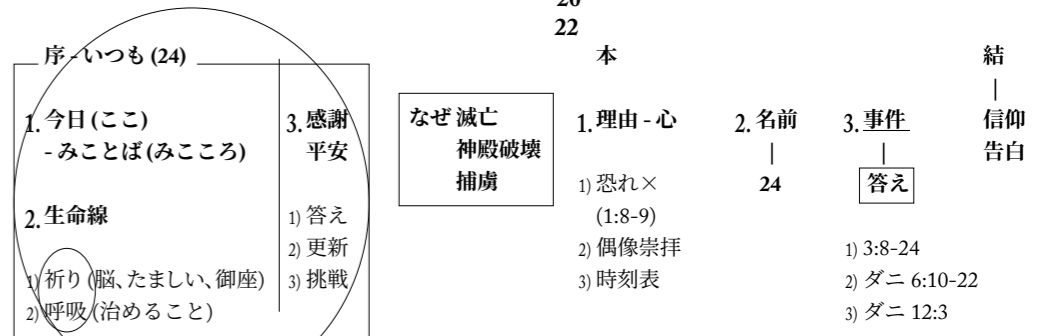 20
22
序 - いつも (24)
1. 今日 (ここ)
- みことば (みこころ)
2. 生命線
1) 祈り (脳、たましい、御座)
2) 呼吸 (治めること)
3. 感謝
平安
1) 答え
2) 更新
3) 挑戦
なぜ 滅亡
神殿破壊
捕虜
本
1. 理由 - 心
1) 恐れ×
(1:8-9)
2) 偶像崇拝
3) 時刻表
2. 名前
24
3. 事件
答え
1) 3:8-24
2) ダニ 6:10-22
3) ダニ 12:3
結
信仰
告白